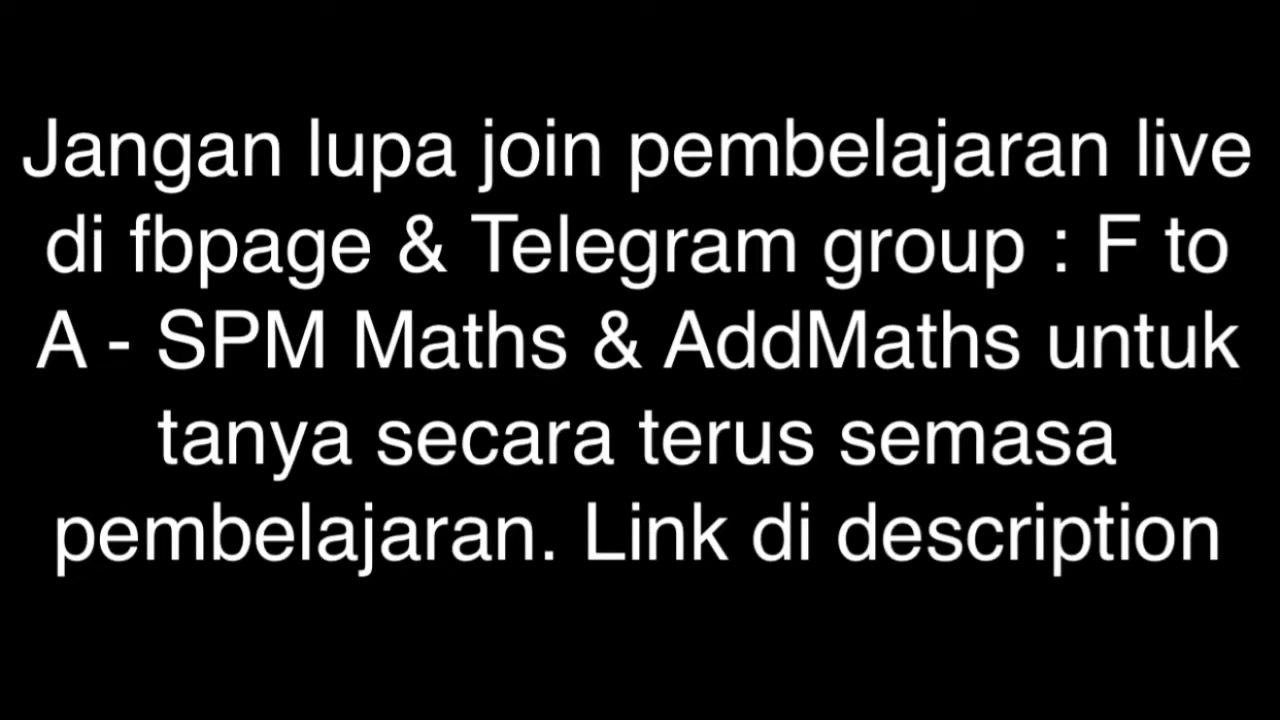 Jangan lupa join pembelajaran live
di fbpage & Telegram group : F to
A - SPM Maths & AddMaths untuk
tanya secara terus semasa
pembelajaran. Link di description